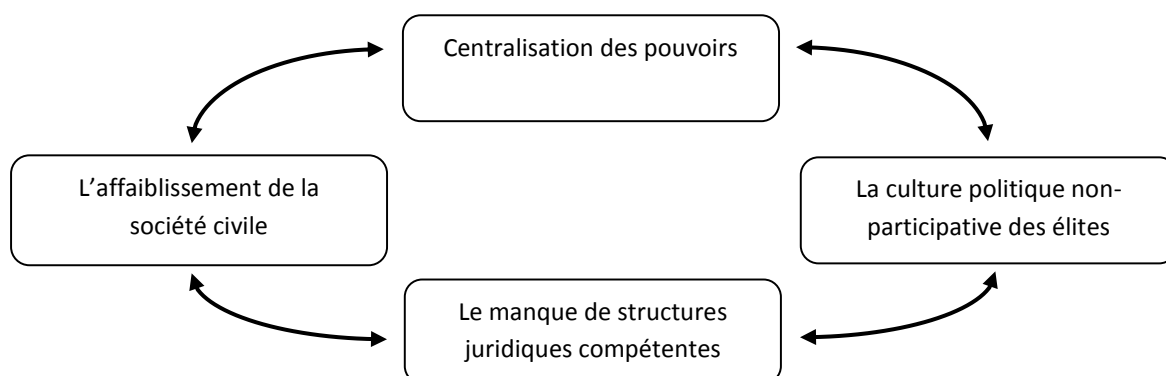 Centralisation des pouvoirs
L’affaiblissement de la
société civile
La culture politique non-
participative des élites
Le manque de structures
juridiques compétentes